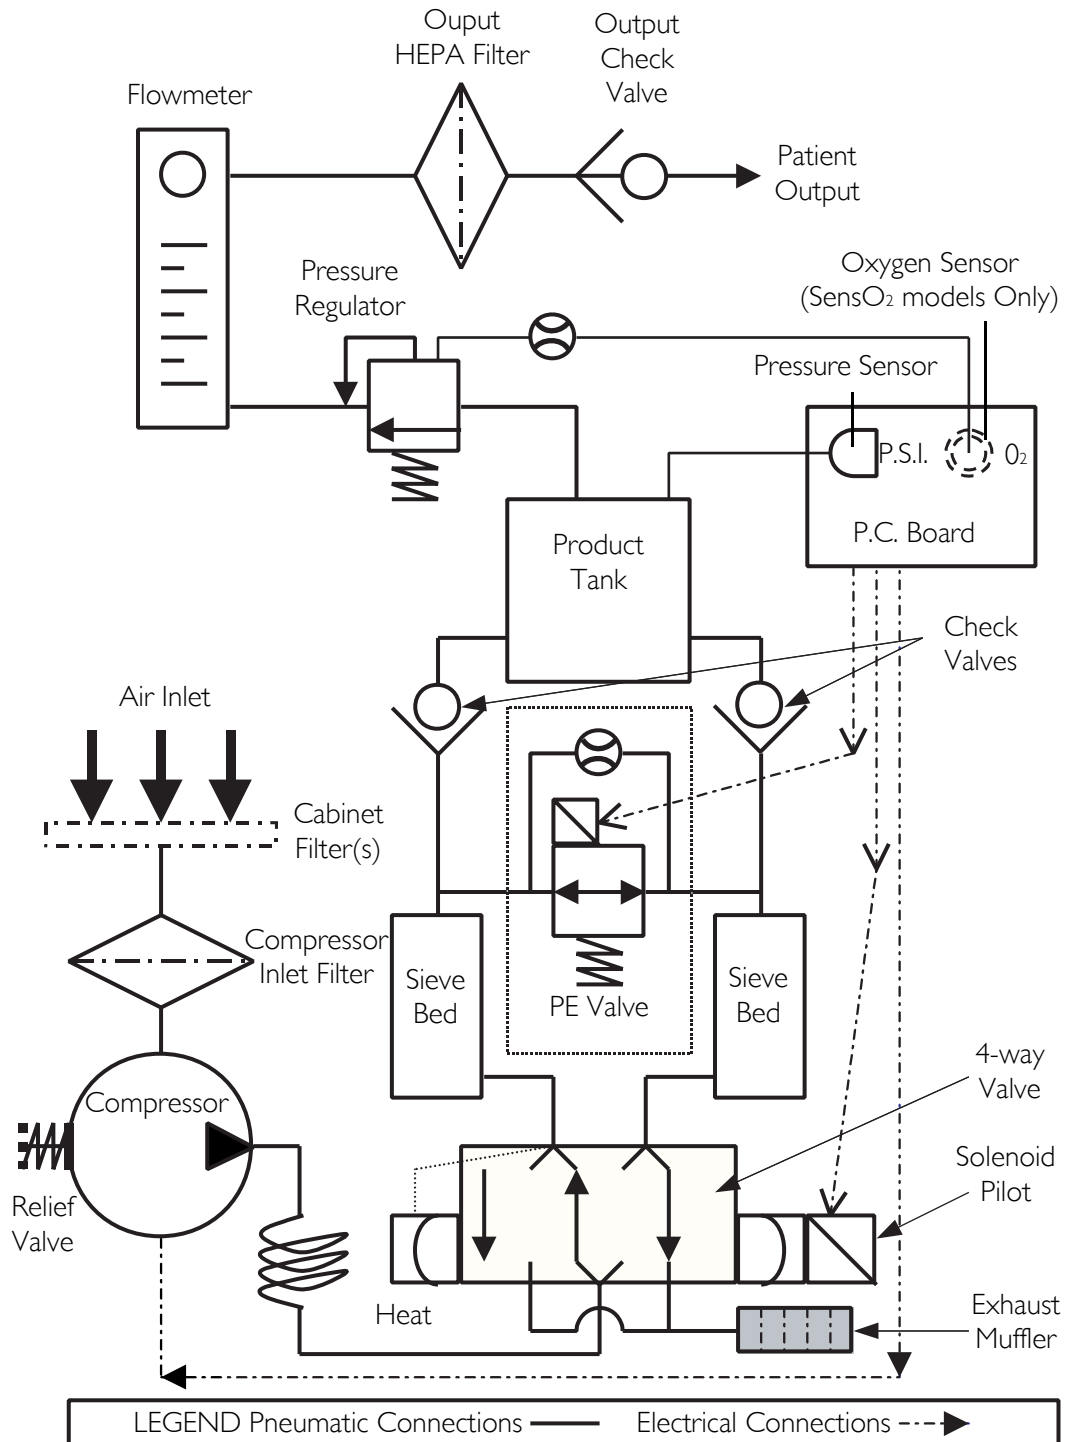 Ouput
HEPA Filter
Output
Check
Valve
Flowmeter
Patient
Output
Oxygen Sensor
(SensO₂ models Only)
Pressure
Regulator
Pressure Sensor
P.S.I.
0₂
P.C. Board
Product
Tank
Check
Valves
Air Inlet
Cabinet
Filter(s)
Compressor
Inlet Filter
Sieve
Bed
PE Valve
Sieve
Bed
4-way
Valve
Compressor
Solenoid
Pilot
Relief
Valve
Heat
Exhaust
Muffler
LEGEND Pneumatic Connections
Electrical Connections